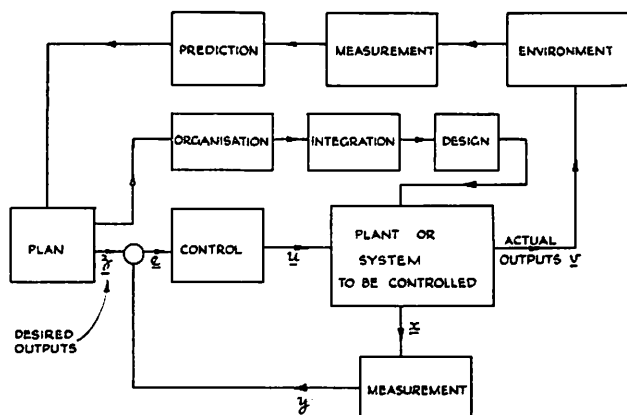 PREDICTION
MEASUREMENT
ENVIRONMENT
ORGANISATION
INTEGRATION
DESIGN
PLAN
CONTROL
PLANT OR
SYSTEM
TO BE CONTROLLED
ACTUAL
OUTPUTS v
z
e
u
x
DESIRED
OUTPUTS
y
MEASUREMENT